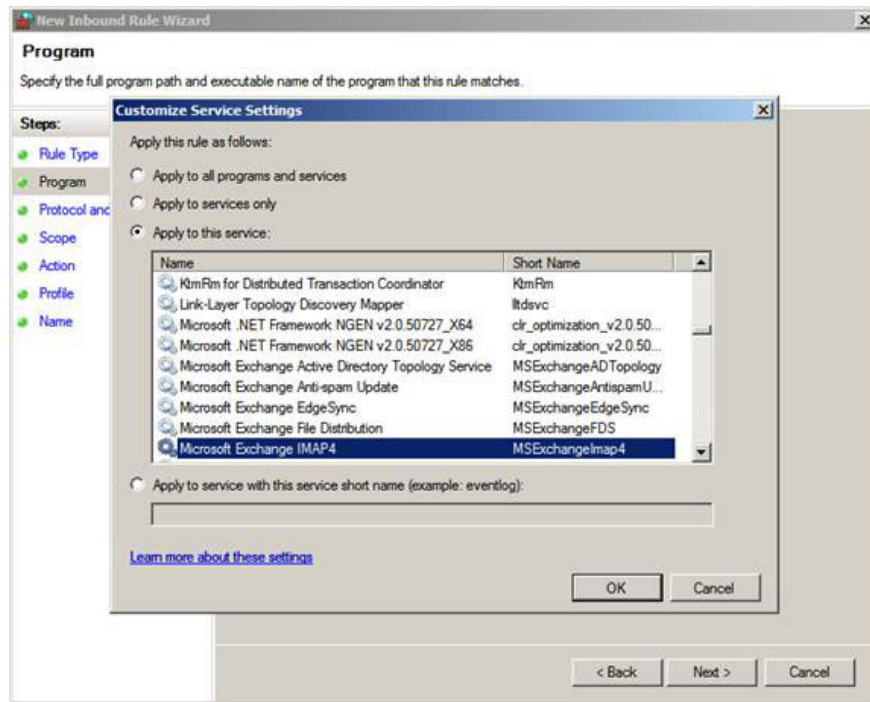 New Inbound Rule Wizard
Program
Specify the full program path and executable name of the program that this rule matches.
Steps:
Rule Type
Program
Protocol and
Scope
Action
Profile
Name
Customize Service Settings
Apply this rule as follows:
Apply to all programs and services
Apply to services only
Apply to this service:
Name Short Name
KtmRm for Distributed Transaction Coordinator KtmRm
Link-Layer Topology Discovery Mapper lltdsvc
Microsoft .NET Framework NGEN v2.0.50727_X64 clr_optimization_v2.0.50...
Microsoft .NET Framework NGEN v2.0.50727_X86 clr_optimization_v2.0.50...
Microsoft Exchange Active Directory Topology Service MSExchangeADTopology
Microsoft Exchange Anti-spam Update MSExchangeAntispamU...
Microsoft Exchange EdgeSync MSExchangeEdgeSync
Microsoft Exchange File Distribution MSExchangeFDS
Microsoft Exchange IMAP4 MSExchangeImap4
Apply to service with this service short name (example: eventlog):
Learn more about these settings
OK Cancel
< Back Next > Cancel